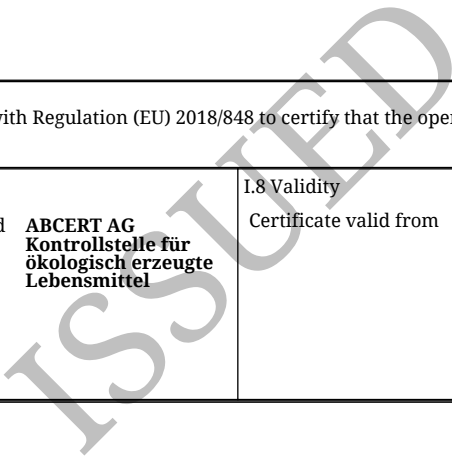 with Regulation (EU) 2018/848 to certify that the oper
d ABCERT AG
Kontrollstelle für
ökologisch erzeugte
Lebensmittel
I.8 Validity
Certificate valid from
ISSUED